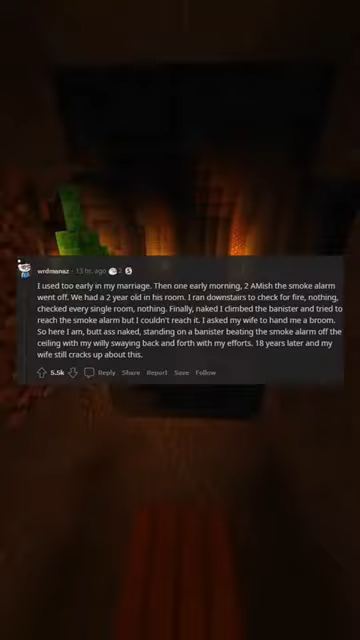 wrdmanaz · 13 hr. ago 2
I used too early in my marriage. Then one early morning, 2 AMish the smoke alarm
went off. We had a 2 year old in his room. I ran downstairs to check for fire, nothing,
checked every single room, nothing. Finally, naked I climbed the banister and tried to
reach the smoke alarm but I couldn't reach it. I asked my wife to hand me a broom.
So here I am, butt ass naked, standing on a banister beating the smoke alarm off the
ceiling with my willy swaying back and forth with my efforts. 18 years later and my
wife still cracks up about this.
5.5k Reply Share Report Save Follow